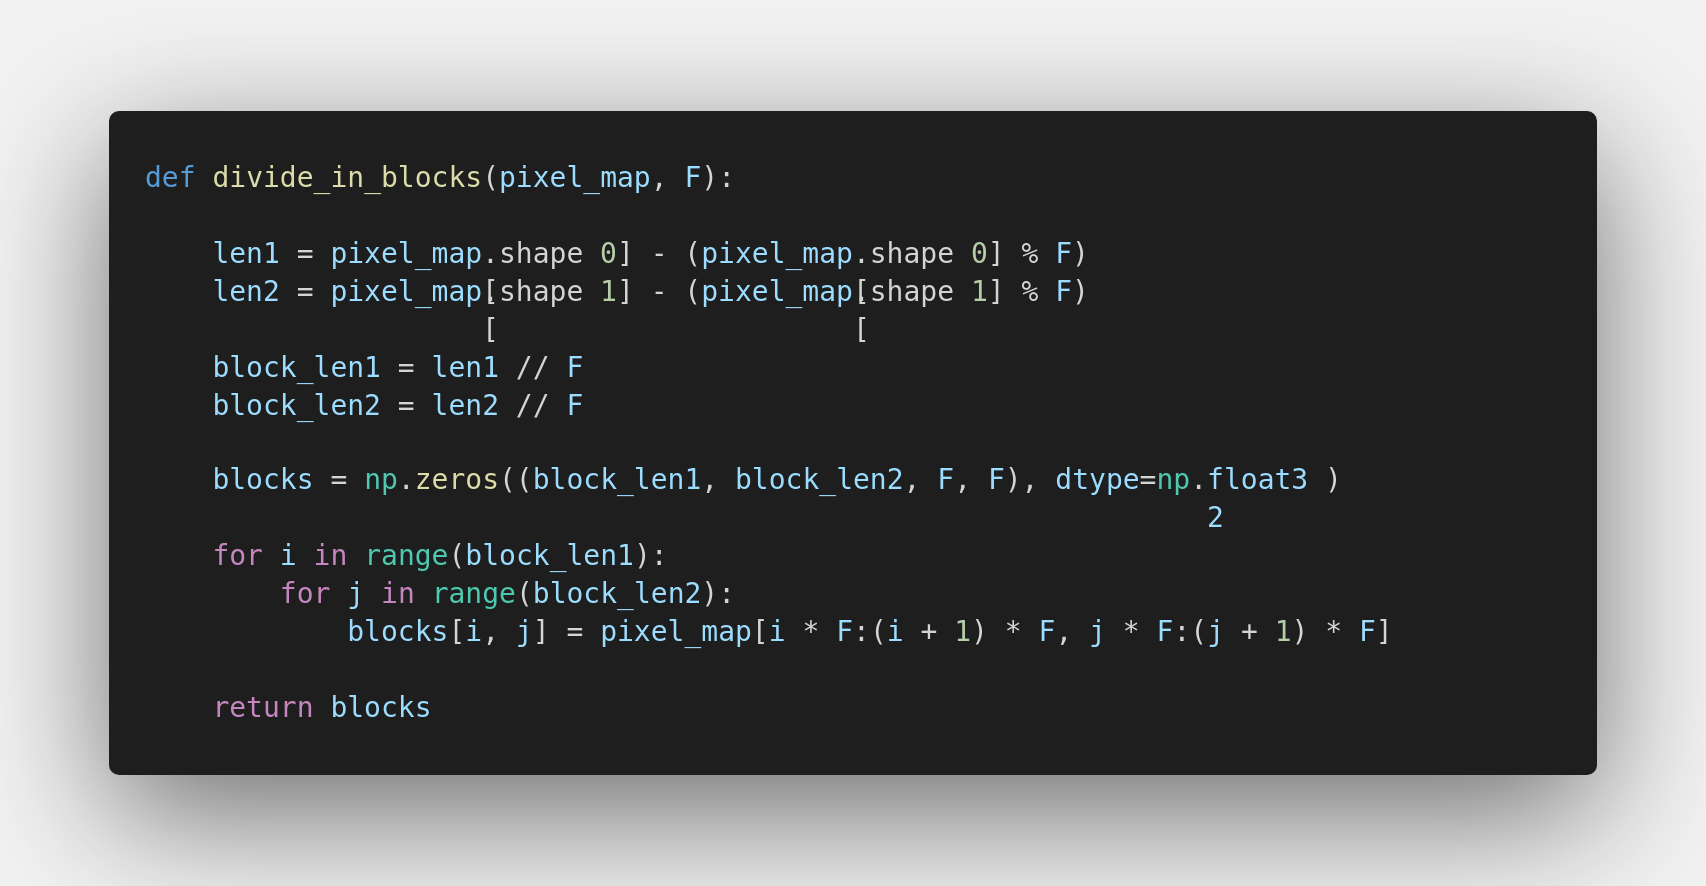 def divide_in_blocks(pixel_map, F):
len1 = pixel_map.shape[0] - (pixel_map.shape[0] % F)
len2 = pixel_map.shape[1] - (pixel_map.shape[1] % F)
block_len1 = len1 // F
block_len2 = len2 // F
blocks = np.zeros((block_len1, block_len2, F, F), dtype=np.float32)
for i in range(block_len1):
for j in range(block_len2):
blocks[i, j] = pixel_map[i * F:(i + 1) * F, j * F:(j + 1) * F]
return blocks